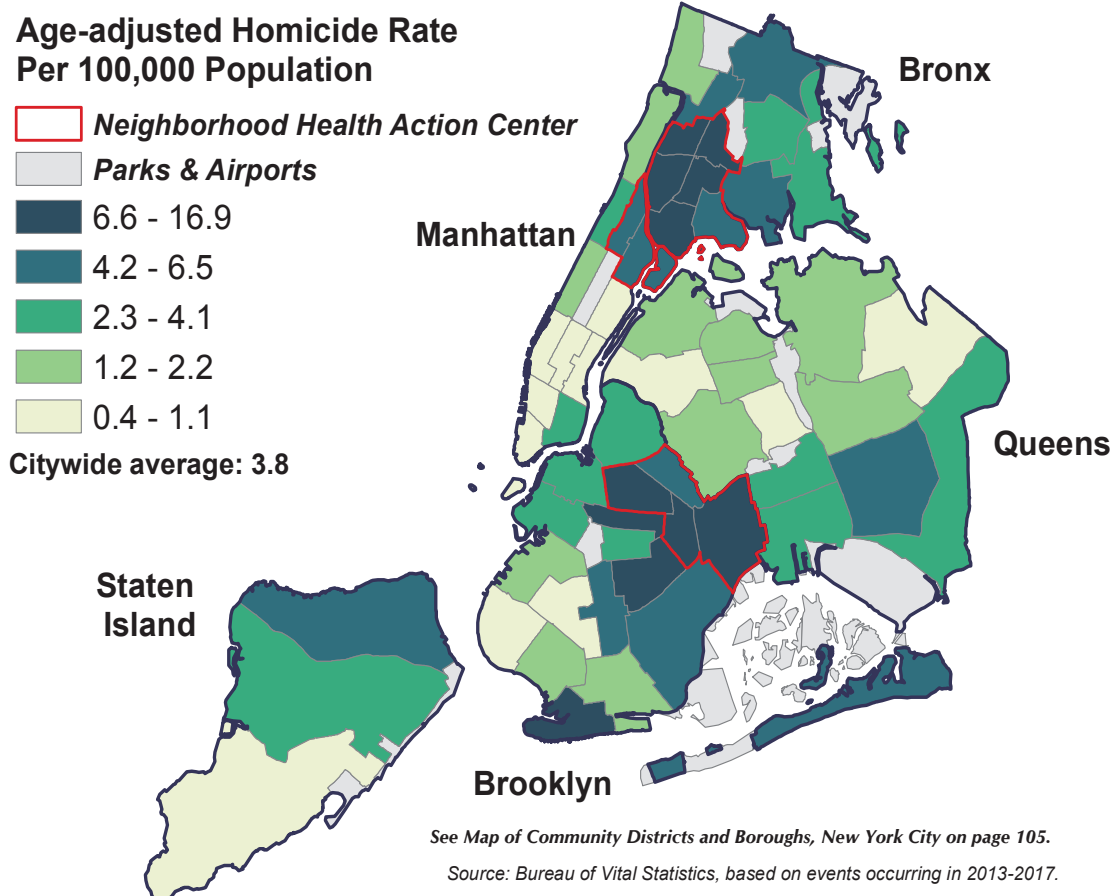 Age-adjusted Homicide Rate
Per 100,000 Population
Neighborhood Health Action Center
Parks & Airports
6.6 - 16.9
4.2 - 6.5
2.3 - 4.1
1.2 - 2.2
0.4 - 1.1
Citywide average: 3.8
Bronx
Manhattan
Queens
Staten
Island
Brooklyn
See Map of Community Districts and Boroughs, New York City on page 105.
Source: Bureau of Vital Statistics, based on events occurring in 2013-2017.